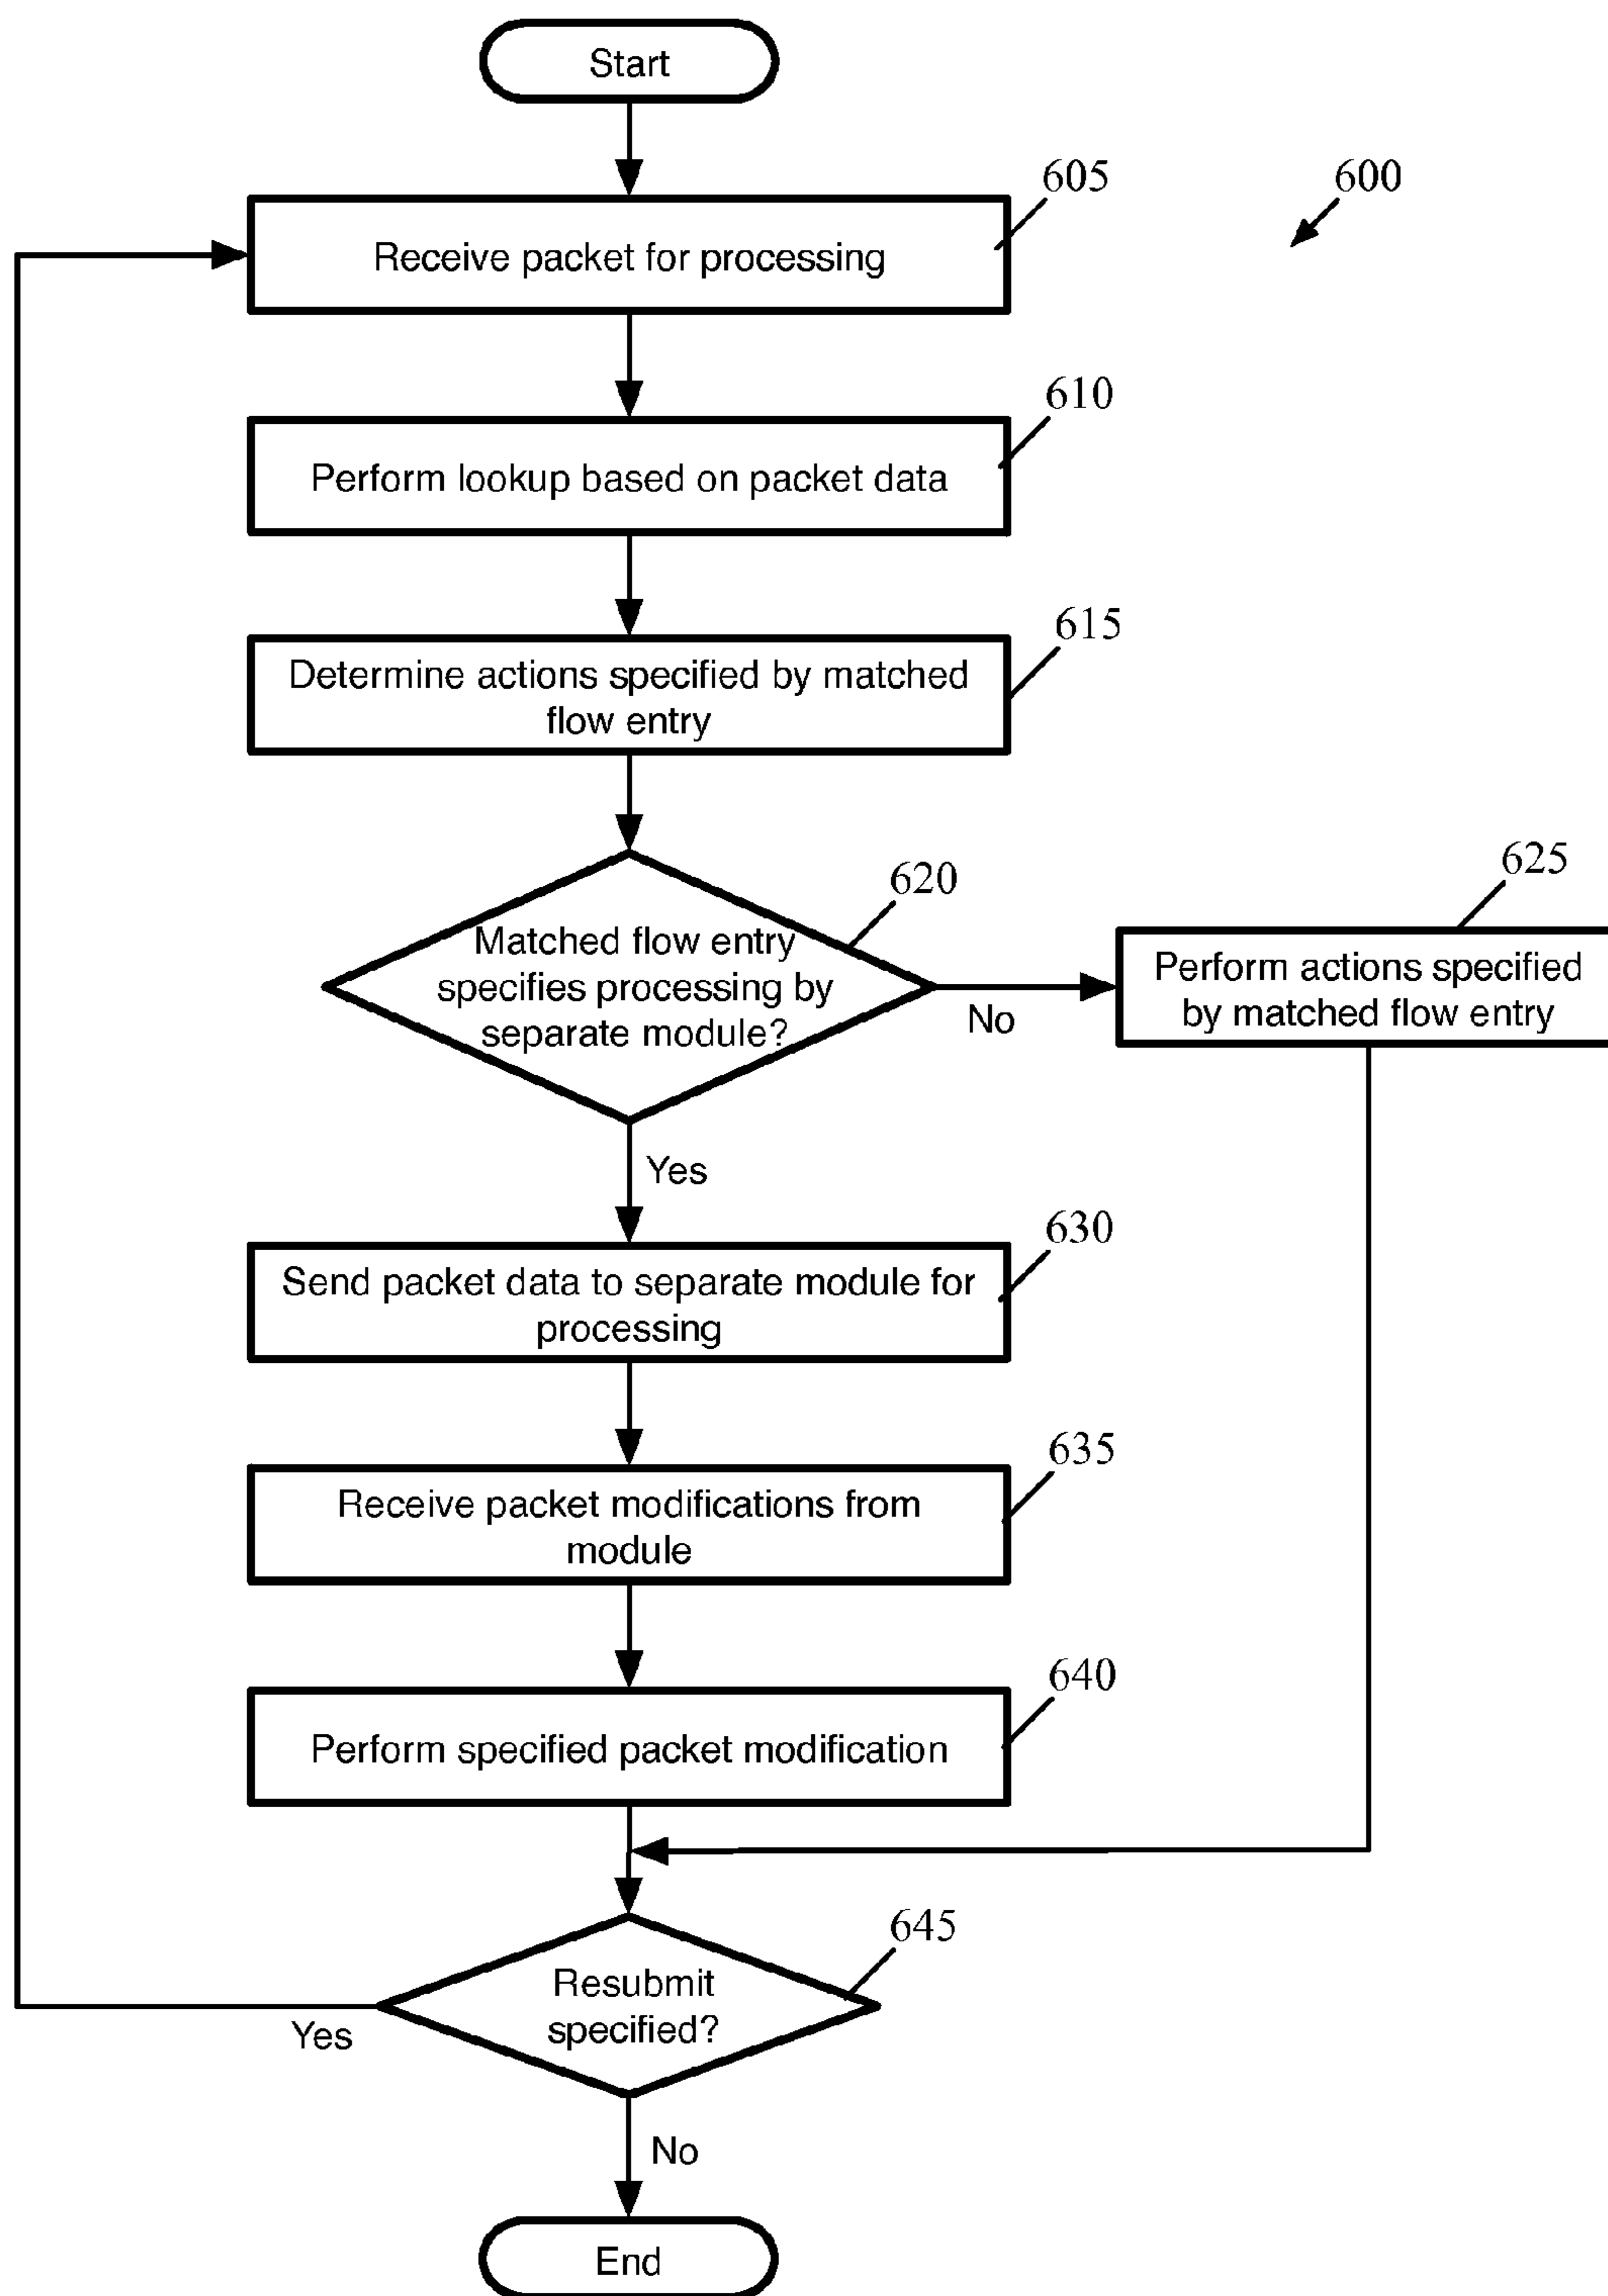 Start
605
600
Receive packet for processing
610
Perform lookup based on packet data
615
Determine actions specified by matched
flow entry
620
625
Matched flow entry
specifies processing by
separate module?
No
Perform actions specified
by matched flow entry
Yes
630
Send packet data to separate module for
processing
635
Receive packet modifications from
module
640
Perform specified packet modification
645
Resubmit
specified?
Yes
No
End